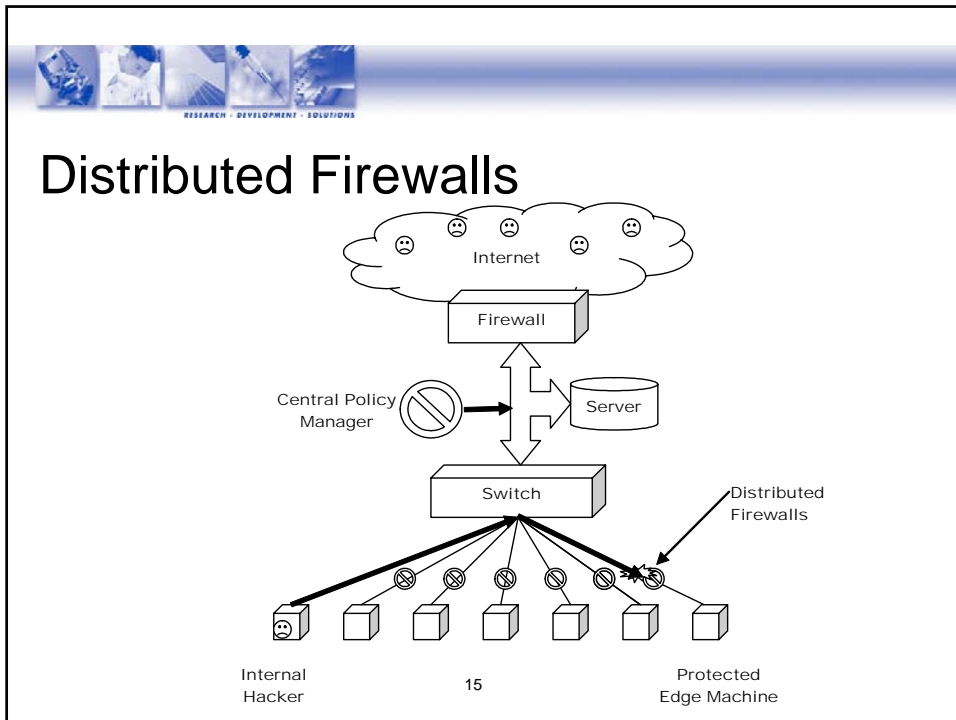 RESEARCH - DEVELOPMENT - SOLUTIONS
Distributed Firewalls
Internet
Firewall
Central Policy
Manager
Server
Switch
Distributed
Firewalls
Internal
Hacker
15
Protected
Edge Machine